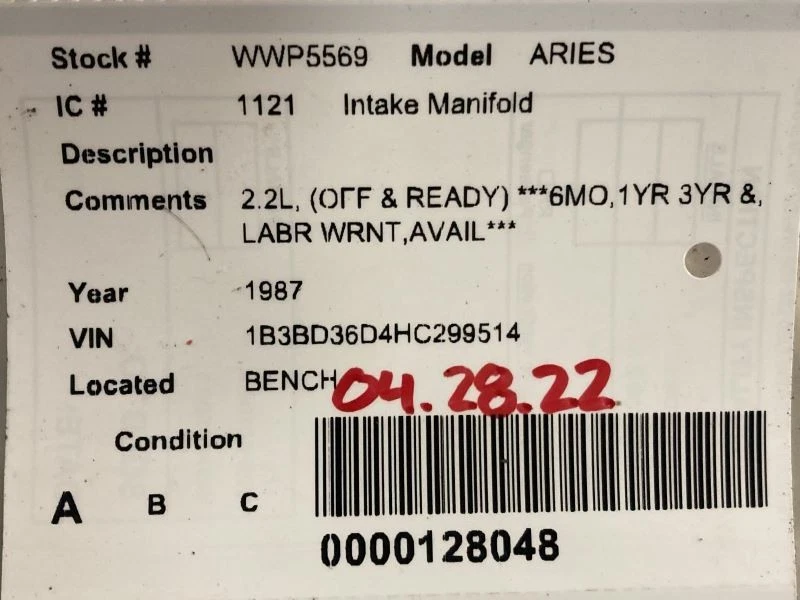 Stock # WWP5569 Model ARIES
IC # 1121 Intake Manifold
Description
Comments 2.2L, (OFF & READY) ***6MO,1YR 3YR &,
LABR WRNT,AVAIL***
Year 1987
VIN 1B3BD36D4HC299514
Located BENCH 04.28.22
Condition
A B C
0000128048